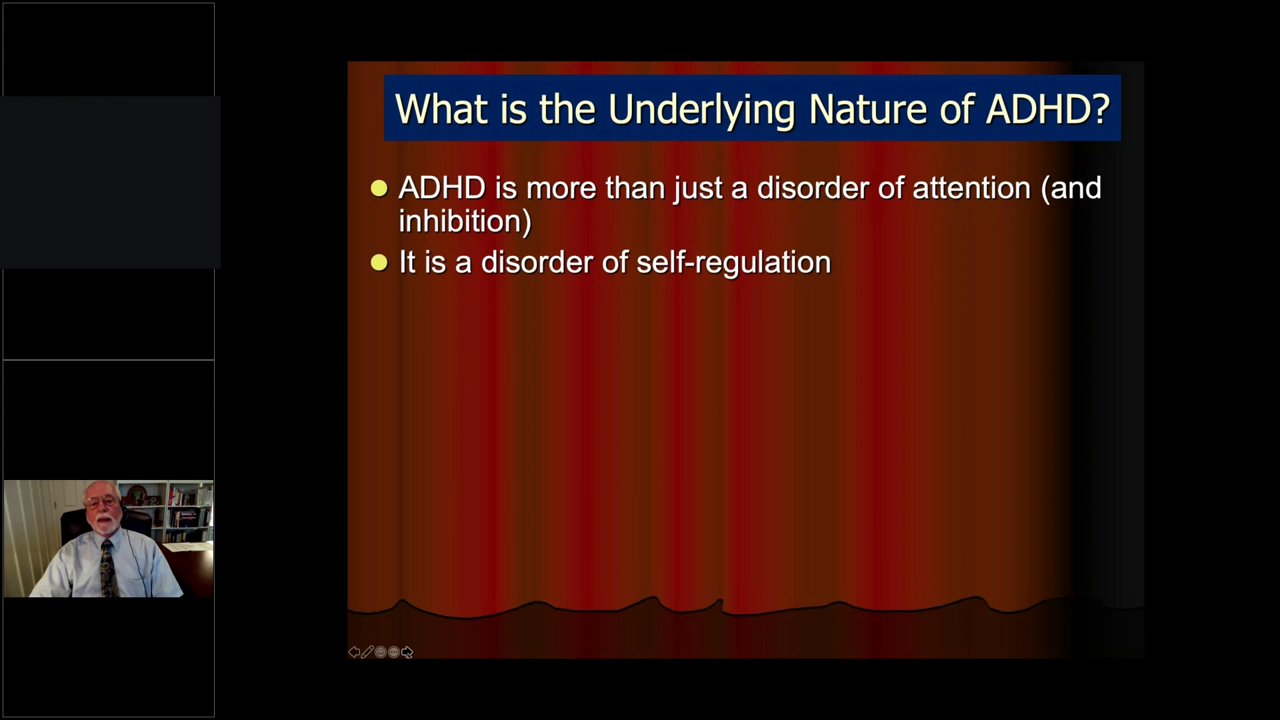 What is the Underlying Nature of ADHD?
ADHD is more than just a disorder of attention (and
inhibition)
It is a disorder of self-regulation